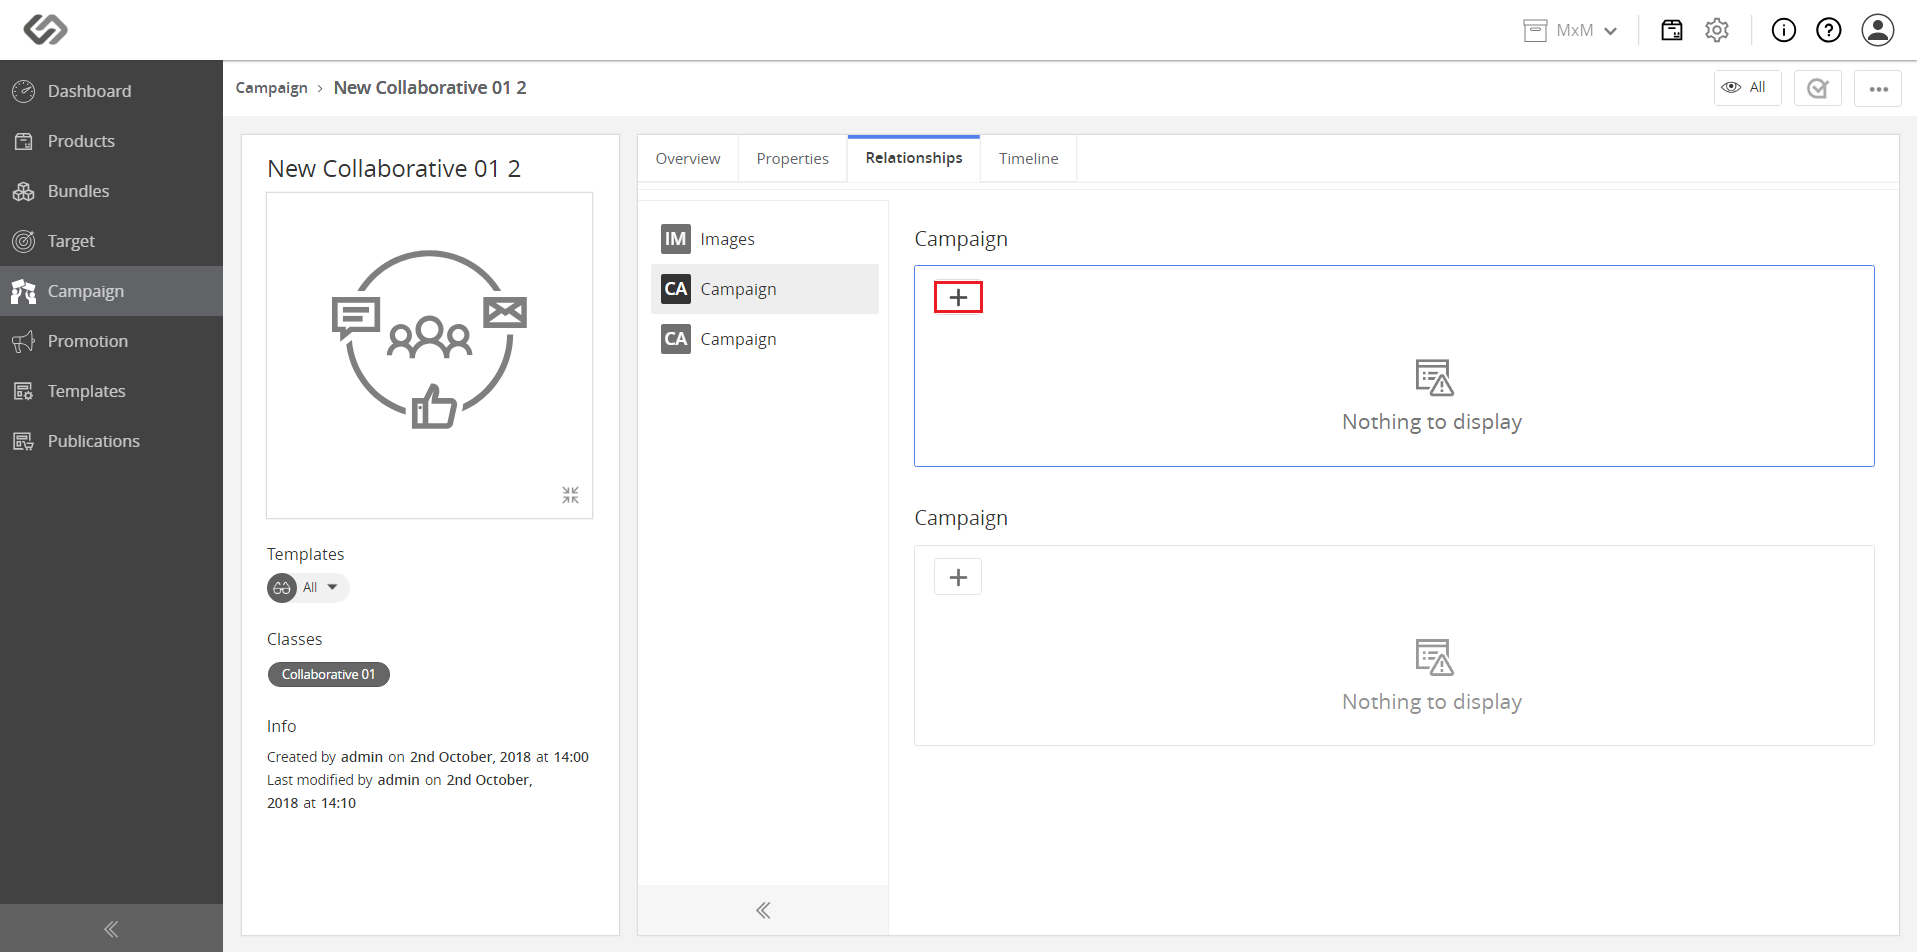 MxM
Dashboard
Products
Bundles
Target
Campaign
Promotion
Templates
Publications
Campaign › New Collaborative 01 2
All
New Collaborative 01 2
Templates
All
Classes
Collaborative 01
Info
Created by admin on 2nd October, 2018 at 14:00
Last modified by admin on 2nd October,
2018 at 14:10
Overview Properties Relationships Timeline
IM Images
CA Campaign
CA Campaign
Campaign
Nothing to display
Campaign
Nothing to display